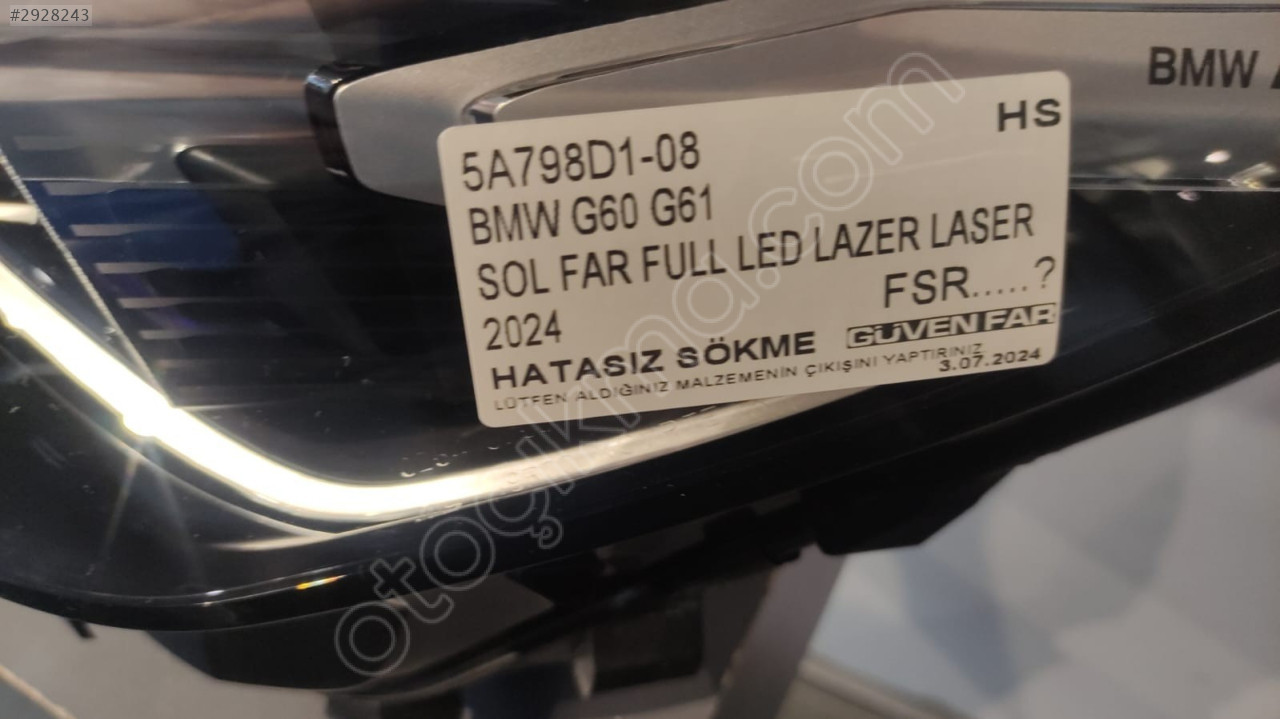 #2928243
BMW
HS
5A798D1-08
BMW G60 G61
SOL FAR FULL LED LAZER LASER
FSR.....?
2024
HATASIZ SÖKME GÜVEN FAR
LÜTFEN ALDIĞINIZ MALZEMENİN ÇIKIŞINI YAPTIRINIZ
3.07.2024
otoçıkma.com